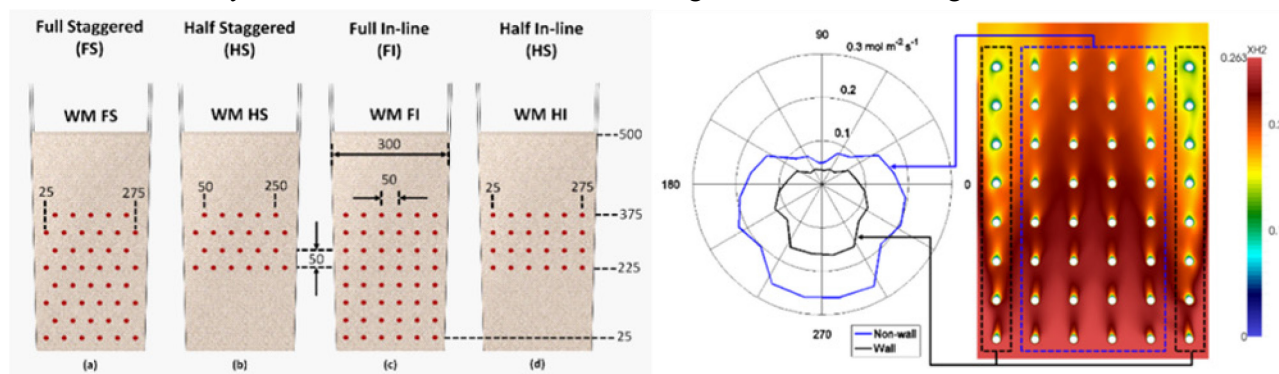 Full Staggered
(FS)
Half Staggered
(HS)
Full In-line
(FI)
Half In-line
(HS)
WM FS
WM HS
WM FI
WM HI
500
300
25
275
50
250
50
25
275
375
50
225
25
(a)
(b)
(c)
(d)
90
0.3 mol m⁻² s⁻¹
0.2
0.1
180
0
270
Non-wall
Wall
XH2
0.263
0